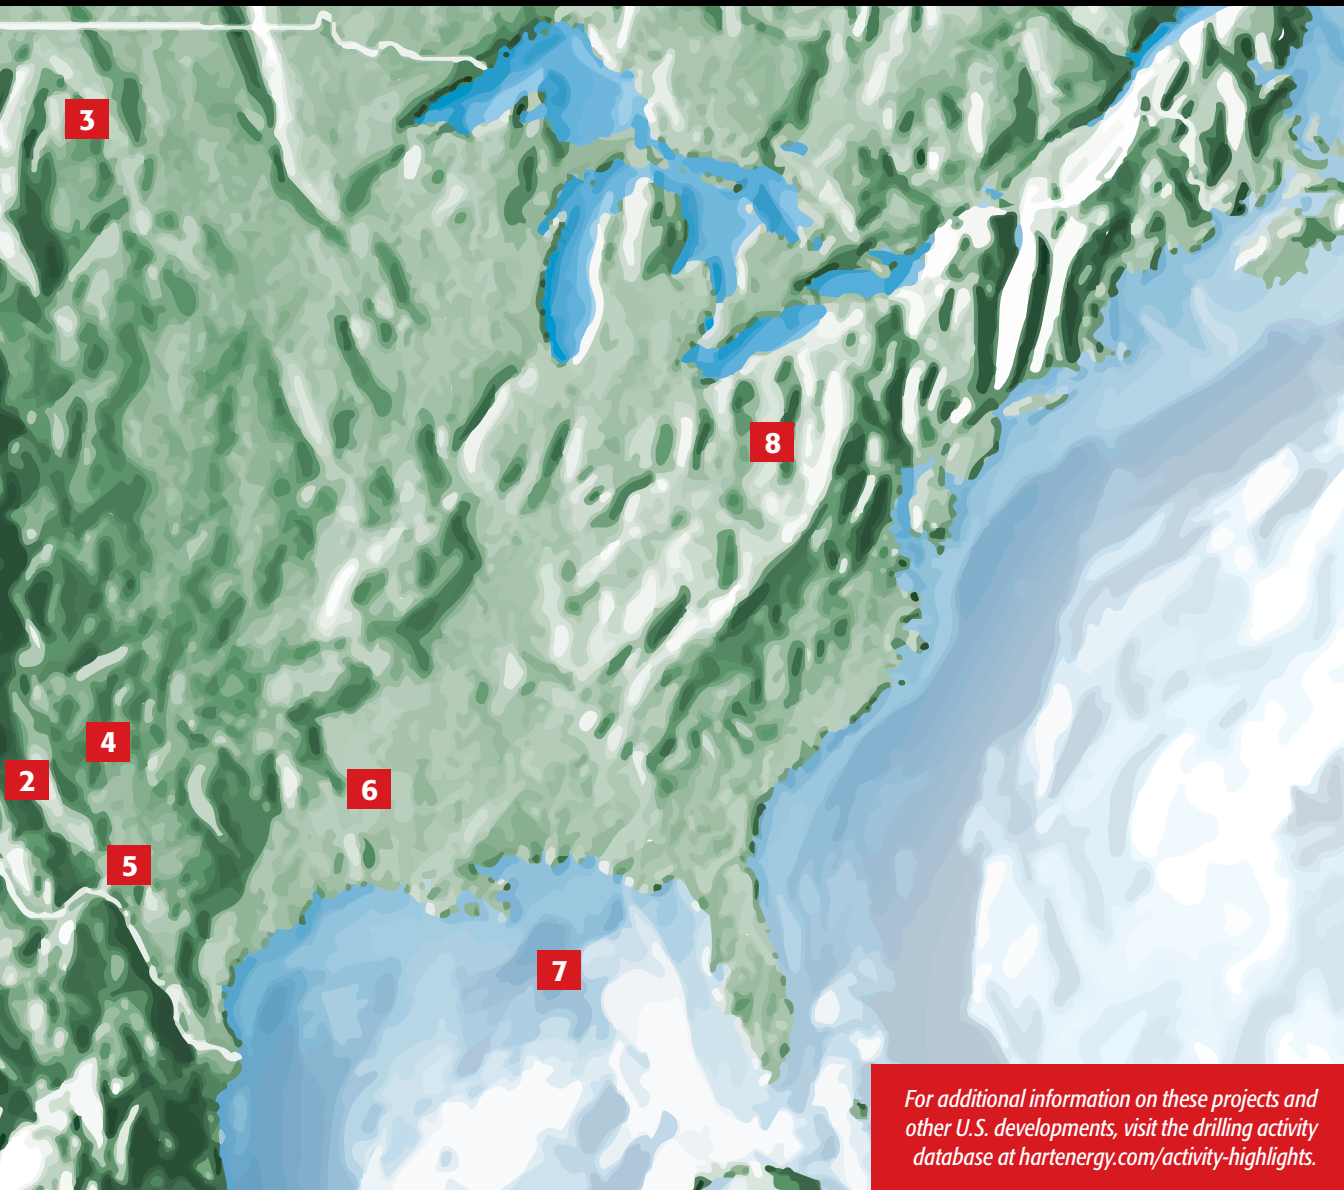 3
8
4
2
6
5
7
For additional information on these projects and
other U.S. developments, visit the drilling activity
database at hartenergy.com/activity-highlights.